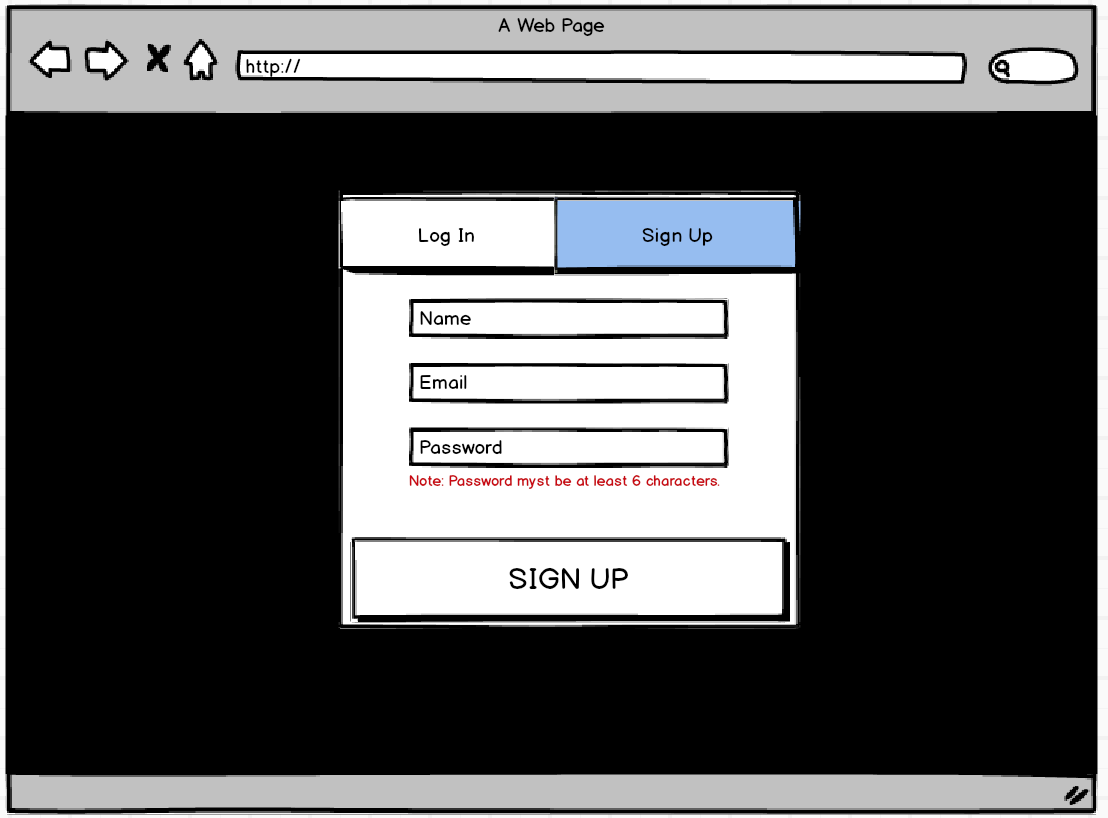 A Web Page
http://
Log In
Sign Up
Name
Email
Password
Note: Password myst be at least 6 characters.
SIGN UP